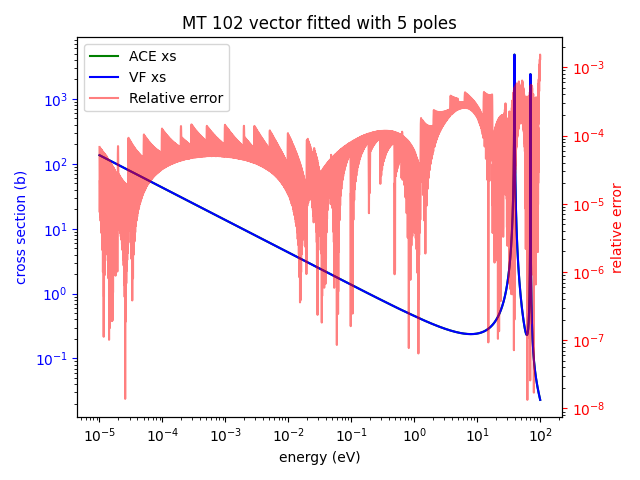 MT 102 vector fitted with 5 poles
ACE xs
VF xs
Relative error
cross section (b)
10³
10²
10¹
10⁰
10⁻¹
10⁻³
10⁻⁴
10⁻⁵
10⁻⁶
10⁻⁷
10⁻⁸
relative error
10⁻⁵ 10⁻⁴ 10⁻³ 10⁻² 10⁻¹ 10⁰ 10¹ 10²
energy (eV)